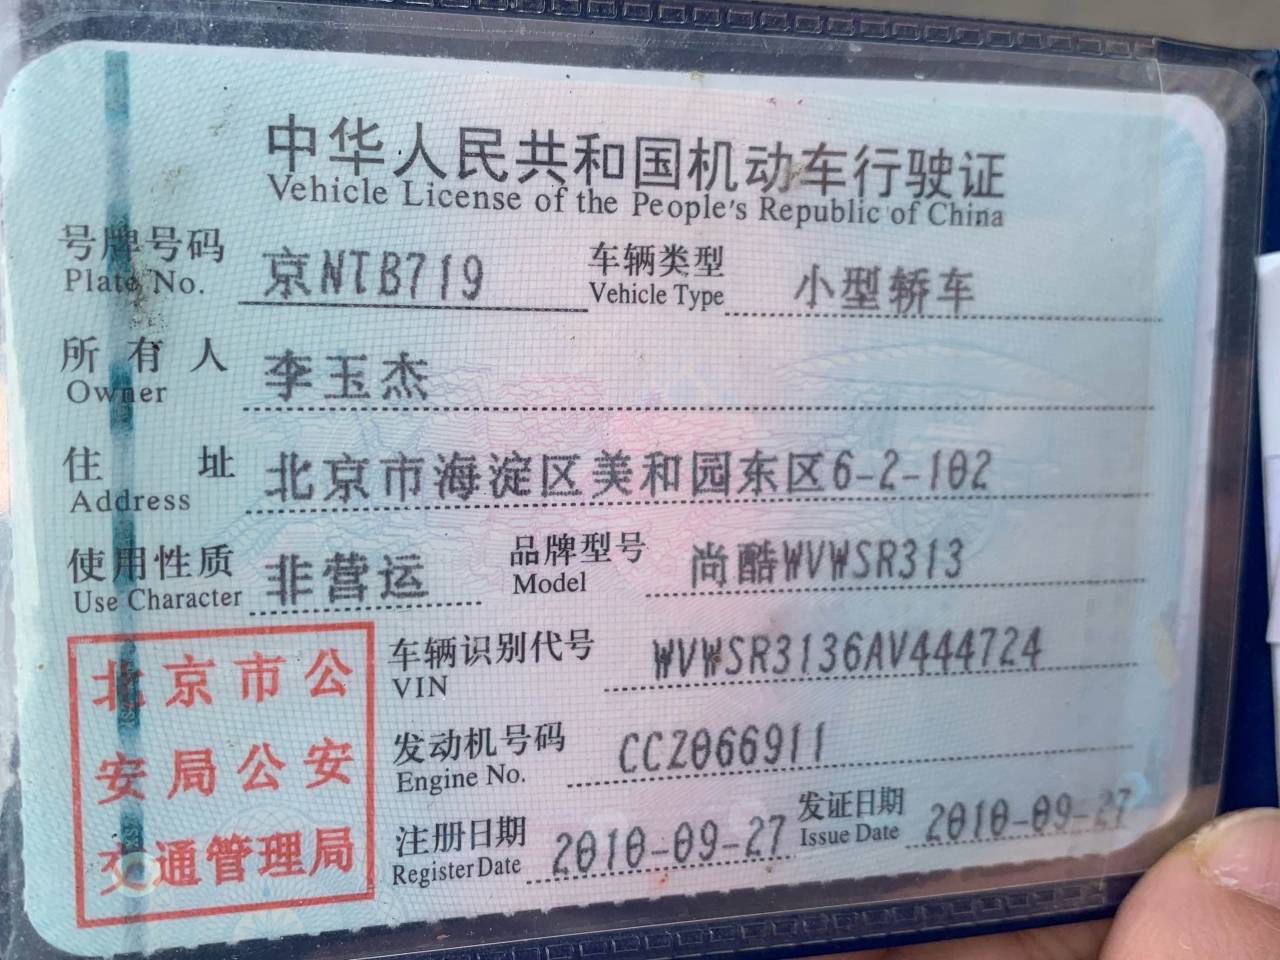 中华人民共和国机动车行驶证
Vehicle License of the People's Republic of China
号牌号码 京NTB719 车辆类型 小型轿车
Plate No. Vehicle Type
所有人 李玉杰
Owner
住址 北京市海淀区美和园东区6-2-102
Address
使用性质 非营运 品牌型号 尚酷WVWSR313
Use Character Model
车辆识别代号 WVWSR3136AV444724
VIN
发动机号码 CCZ066911
Engine No.
注册日期 2010-09-27 发证日期 2010-09-27
Register Date Issue Date
北京市公
安局公安
交通管理局